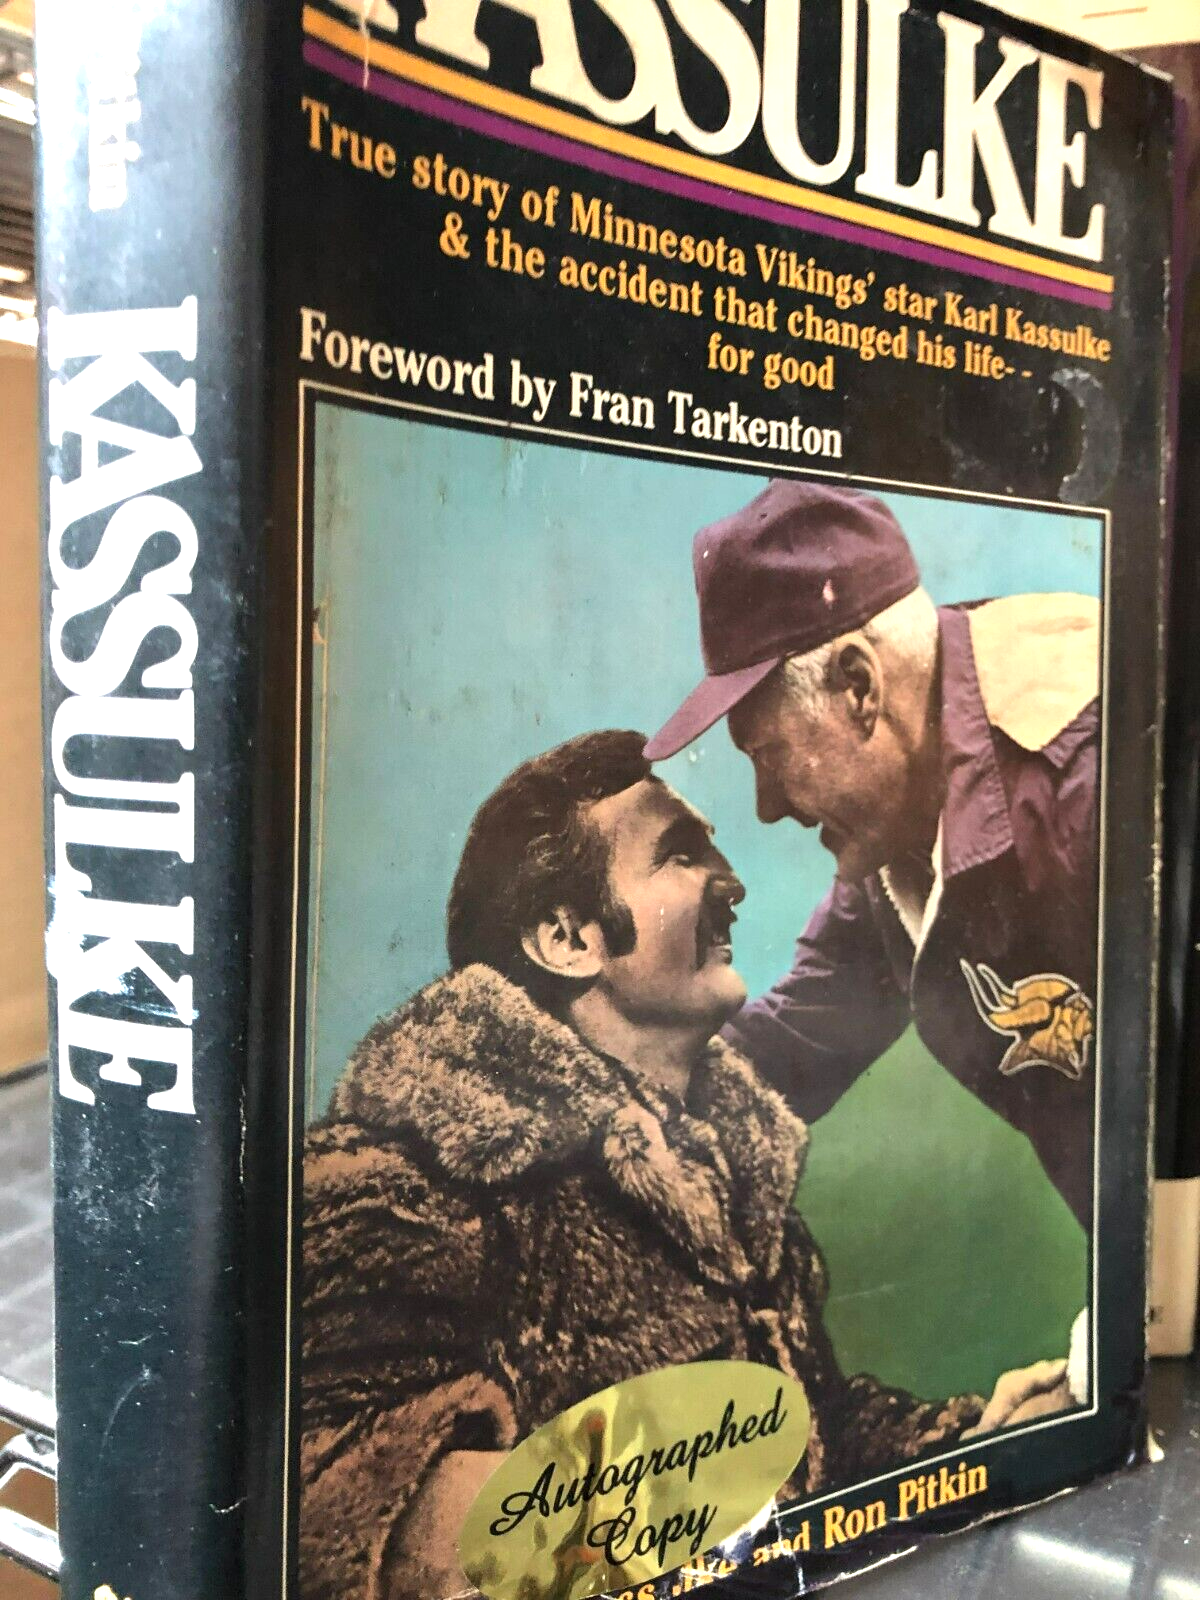 KASSULKE
True story of Minnesota Vikings' star Karl Kassulke
& the accident that changed his life--
for good
Foreword by Fran Tarkenton
Autographed
Copy
and Ron Pitkin
Pitkin
KASSULKE